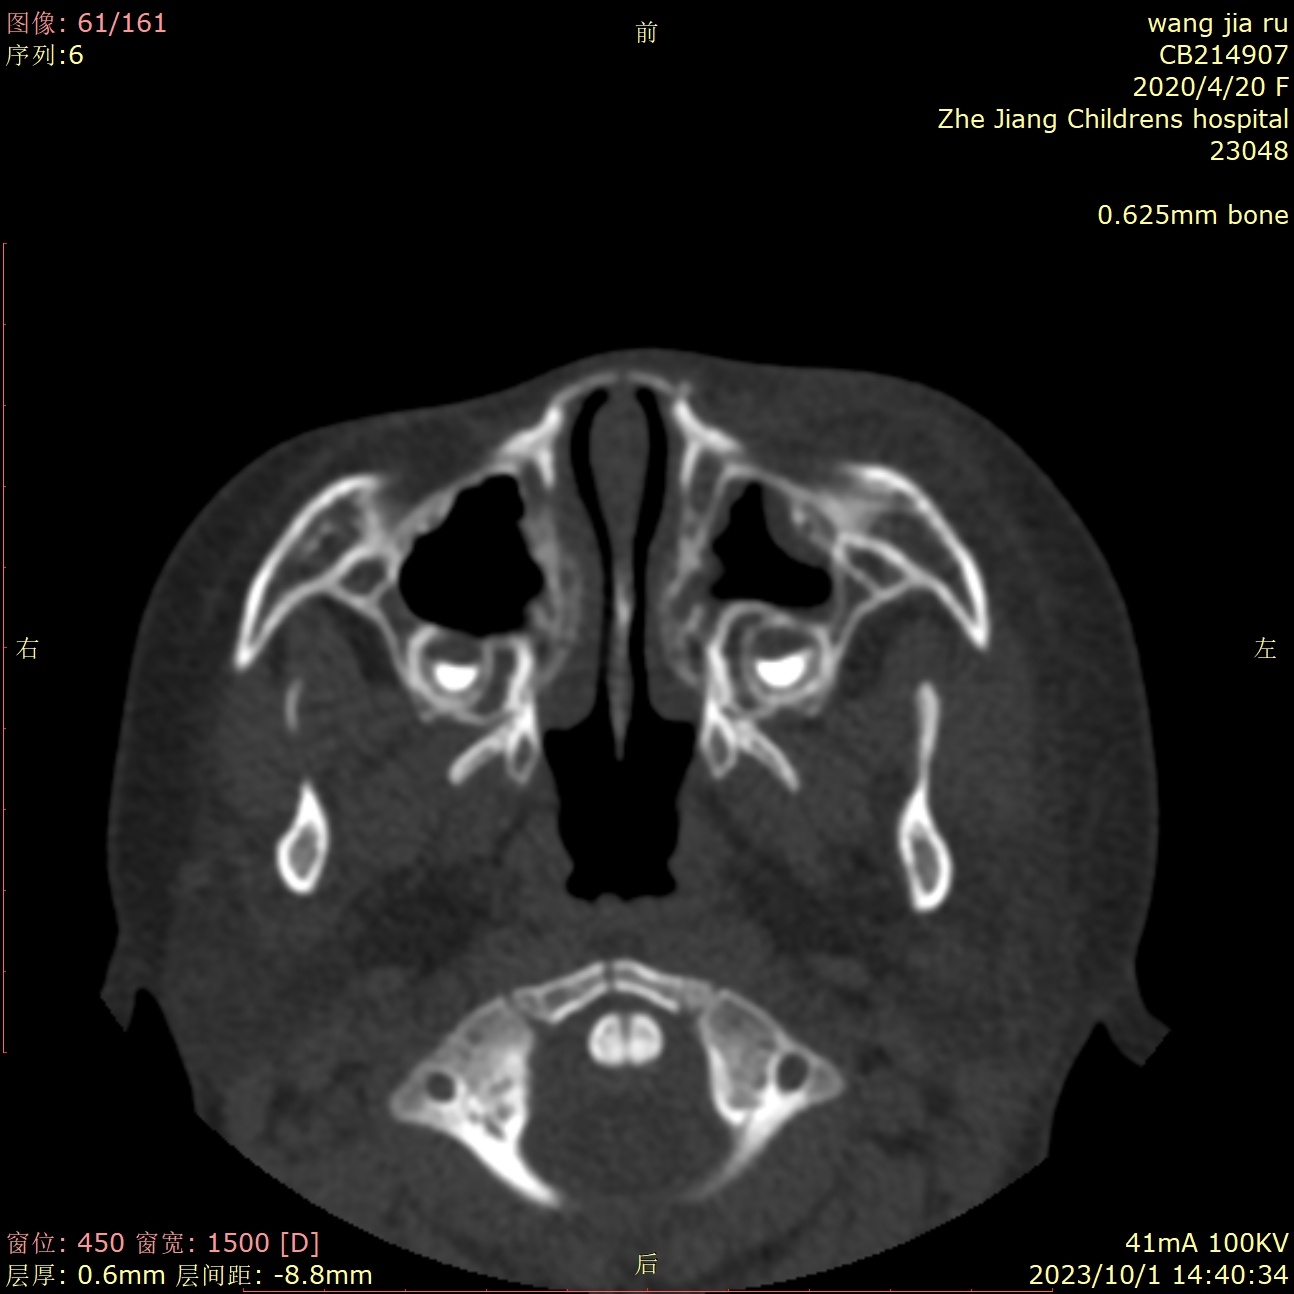 图像: 61/161
序列:6
前
wang jia ru
CB214907
2020/4/20 F
Zhe Jiang Childrens hospital
23048
0.625mm bone
右
左
窗位: 450 窗宽: 1500 [D]
层厚: 0.6mm 层间距: -8.8mm
后
41mA 100KV
2023/10/1 14:40:34